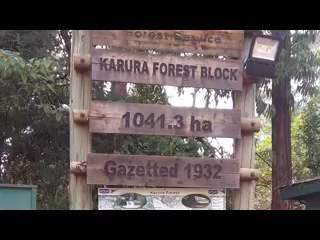 Forest Service
KARURA FOREST BLOCK
1041.3 ha
Gazetted 1932
Karura Forest